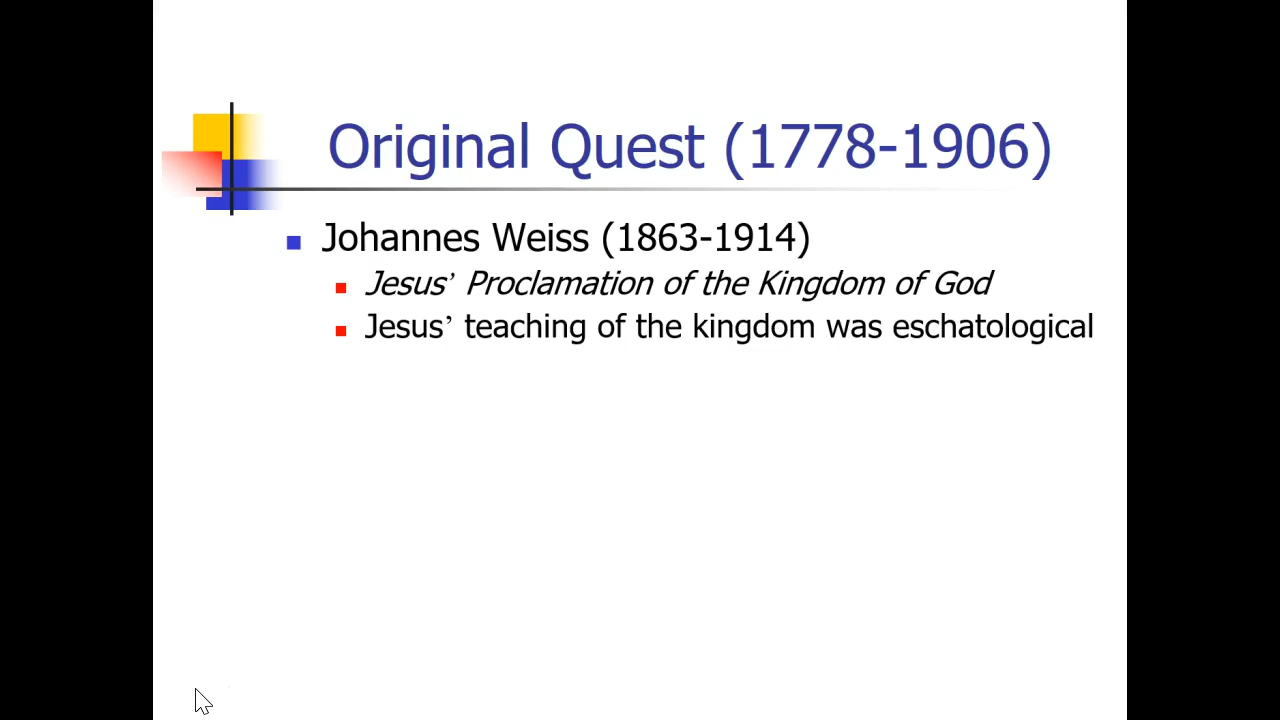 Original Quest (1778-1906)
Johannes Weiss (1863-1914)
Jesus’ Proclamation of the Kingdom of God
Jesus’ teaching of the kingdom was eschatological